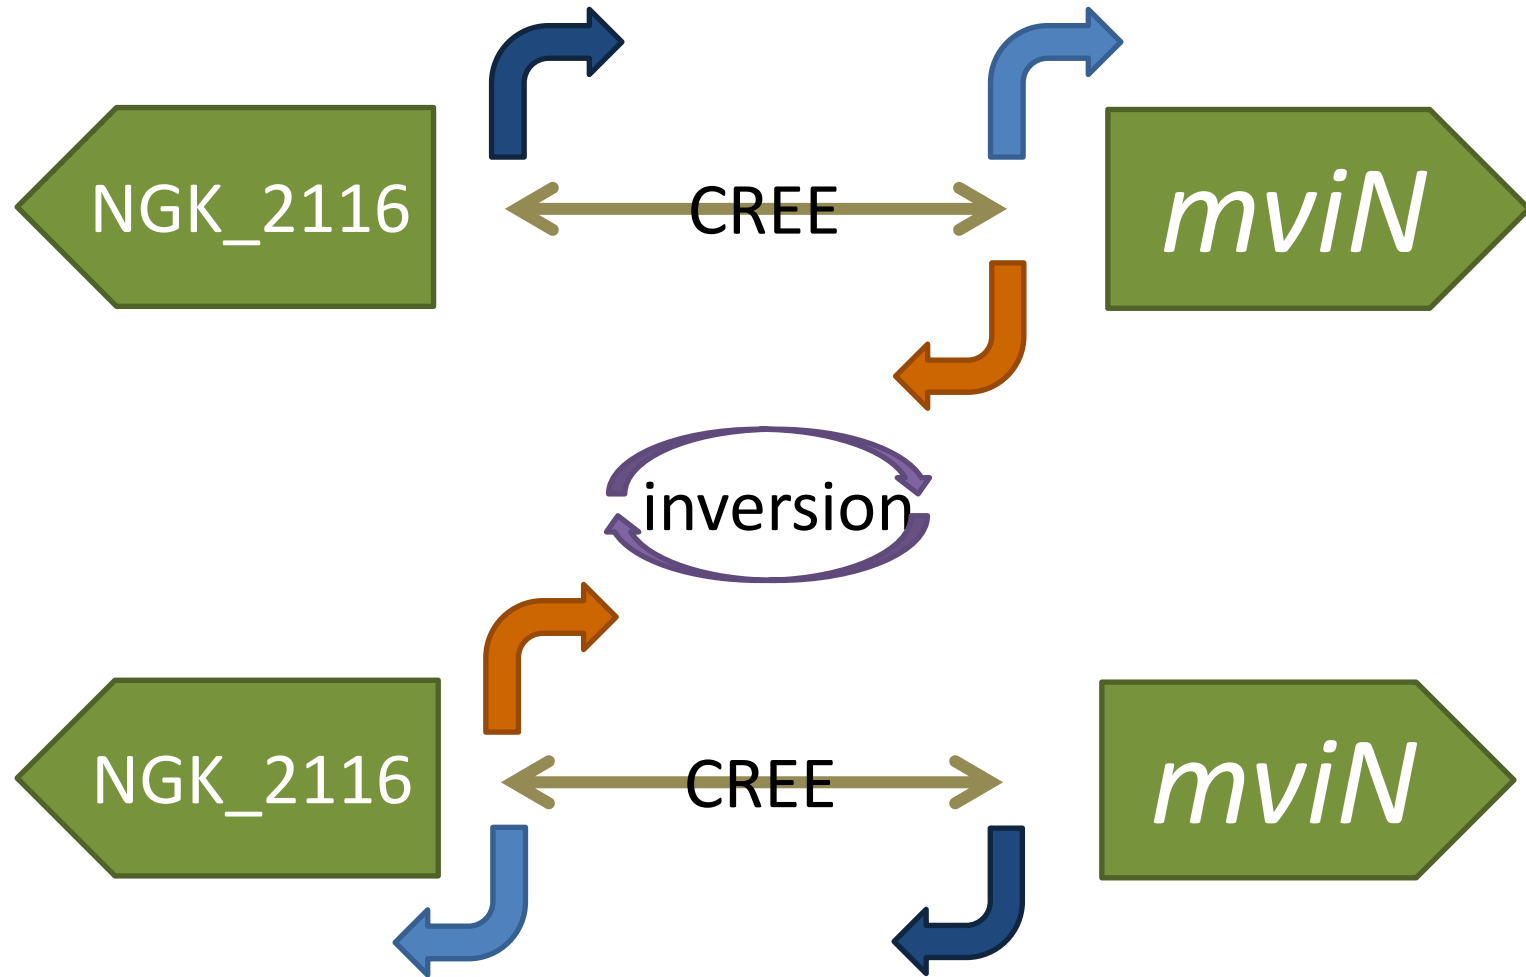 NGK_2116
CREE
mviN
inversion
NGK_2116
CREE
mviN